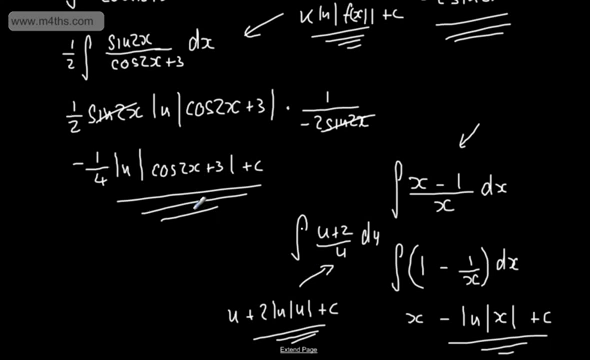 www.m4ths.com
k ln|f(x)| + c
1/2 ∫ sin2x / cos2x+3 dx
1/2 sin2x ln|cos2x+3| · 1 / -2sin2x
-1/4 ln|cos2x+3| + c
∫ x-1 / x dx
∫ u+2 / u du
∫ (1 - 1/x) dx
u + 2ln|u| + c
x - ln|x| + c
Extend Page